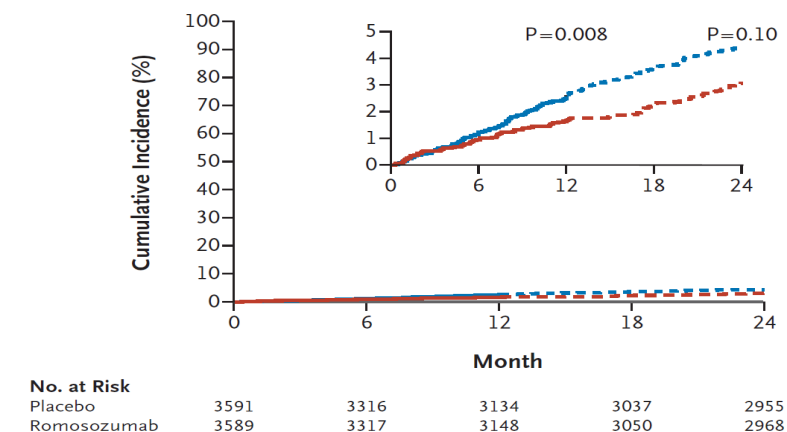 Cumulative Incidence (%)
100
90
80
70
60
50
40
30
20
10
0
5
4
3
2
1
0
P=0.008 P=0.10
0 6 12 18 24
0 6 12 18 24
Month
No. at Risk
Placebo 3591 3316 3134 3037 2955
Romosozumab 3589 3317 3148 3050 2968